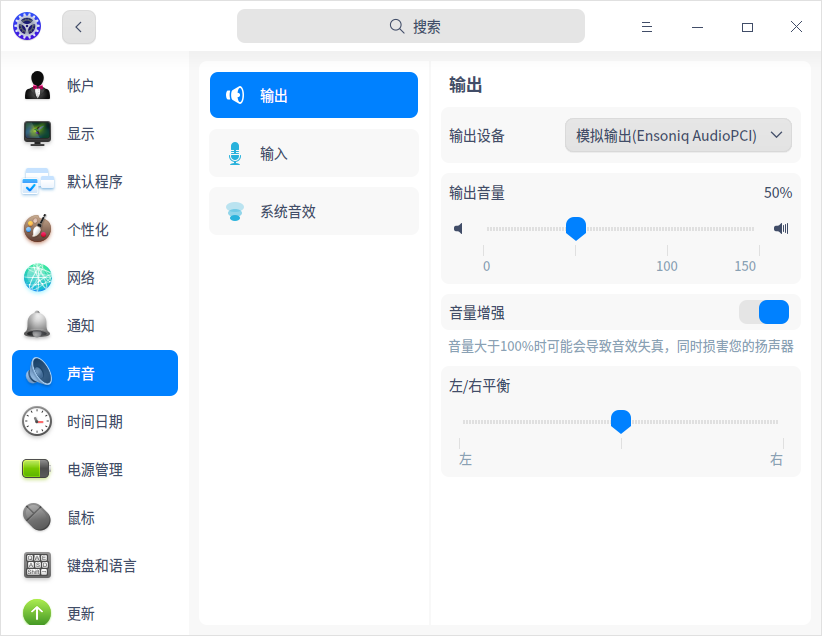 搜索
帐户
显示
默认程序
个性化
网络
通知
声音
时间日期
电源管理
鼠标
键盘和语言
更新
输出
输入
系统音效
输出
输出设备
模拟输出(Ensoniq AudioPCI)
输出音量
50%
0
100
150
音量增强
音量大于100%时可能会导致音效失真，同时损害您的扬声器
左/右平衡
左
右